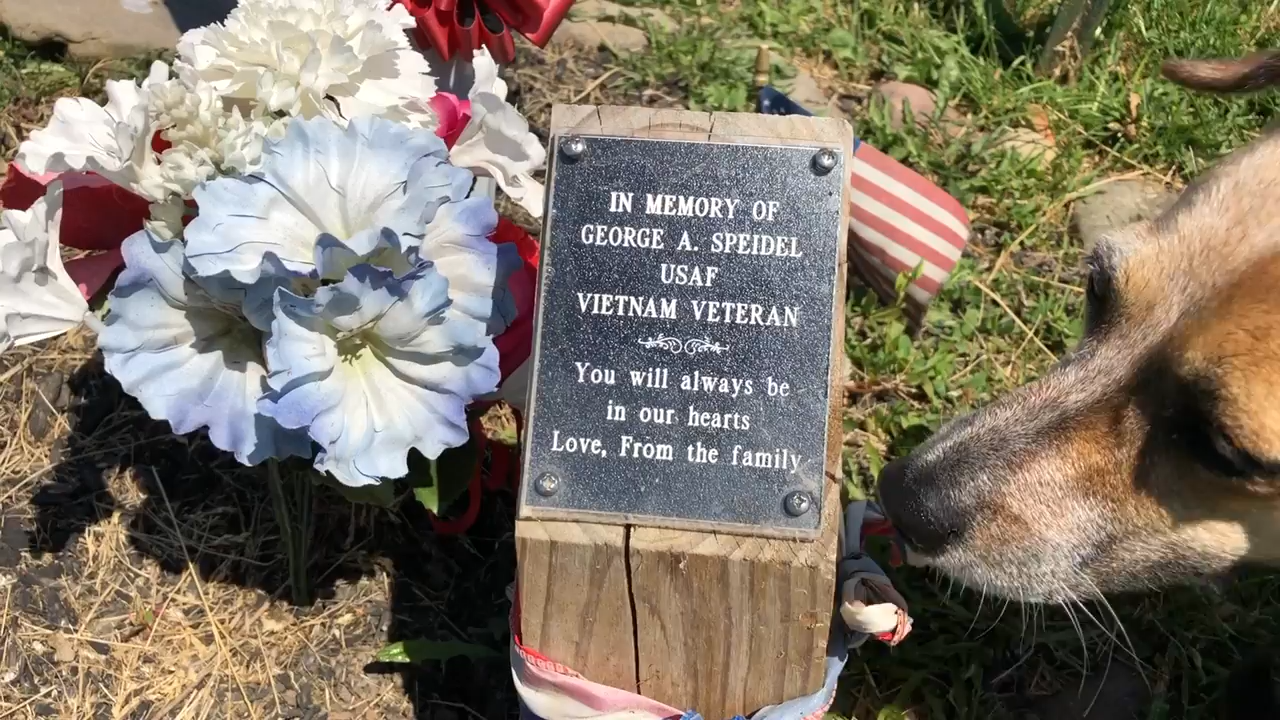 IN MEMORY OF
GEORGE A. SPEIDEL
USAF
VIETNAM VETERAN
You will always be
in our hearts
Love, From the family